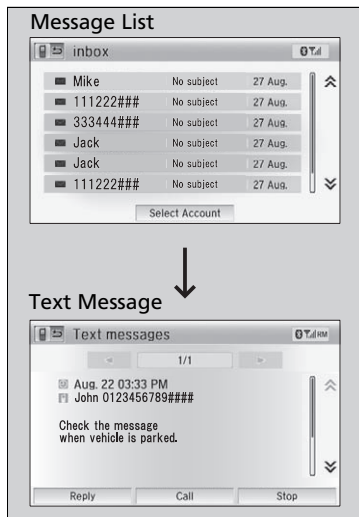 Message List
inbox
Mike No subject 27 Aug.
111222### No subject 27 Aug.
333444### No subject 27 Aug.
Jack No subject 27 Aug.
Jack No subject 27 Aug.
111222### No subject 27 Aug.
Select Account
Text Message
Text messages RM
1/1
Aug. 22 03:33 PM
John 0123456789####
Check the message
when vehicle is parked.
Reply Call Stop